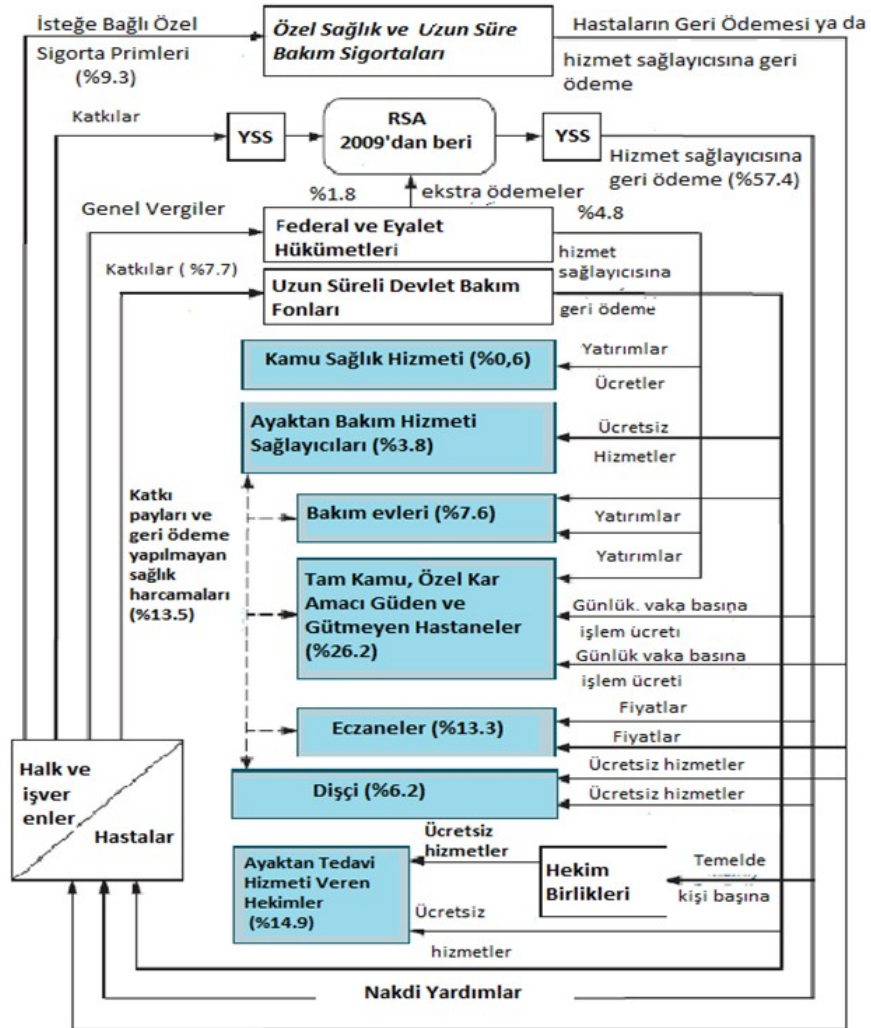 İsteğe Bağlı Özel
Sigorta Primleri
(%9.3)
Özel Sağlık ve Uzun Süre
Bakım Sigortaları
Hastaların Geri Ödemesi ya da
hizmet sağlayıcısına geri
ödeme
Katkılar
YSS
RSA
2009'dan beri
YSS
Hizmet sağlayıcısına
geri ödeme (%57.4)
%1.8
ekstra ödemeler
Genel Vergiler
Federal ve Eyalet
Hükümetleri
%4.8
hizmet
sağlayıcısına
geri ödeme
Katkılar ( %7.7)
Uzun Süreli Devlet Bakım
Fonları
Kamu Sağlık Hizmeti (%0,6)
Yatırımlar
Ücretler
Ayaktan Bakım Hizmeti
Sağlayıcıları (%3.8)
Ücretsiz
Hizmetler
Katkı
payları ve
geri ödeme
yapılmayan
sağlık
harcamaları
(%13.5)
Bakım evleri (%7.6)
Yatırımlar
Yatırımlar
Tam Kamu, Özel Kar
Amacı Güden ve
Gütmeyen Hastaneler
(%26.2)
Günlük. vaka basına
işlem ücretı
Günlük vaka basına
işlem ücreti
Eczaneler (%13.3)
Fiyatlar
Fiyatlar
Dişçi (%6.2)
Ücretsiz hizmetler
Ücretsiz hizmetler
Halk ve
işver
enler
Hastalar
Ayaktan Tedavi
Hizmeti Veren
Hekimler
(%14.9)
Ücretsiz
hizmetler
Hekim
Birlikleri
Temelde
kişi başına
Ücretsiz
hizmetler
Nakdi Yardımlar